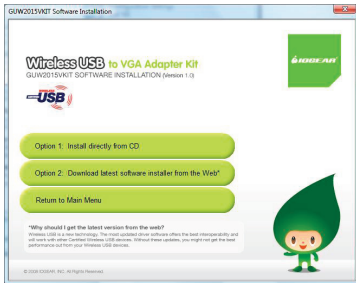 GUW2015VKIT Software Installation
Wireless USB to VGA Adapter Kit
GUW2015VKIT SOFTWARE INSTALLATION (Version 1.0)
IOGEAR
USB
Option 1: Install directly from CD
Option 2: Download latest software installer from the Web*
Return to Main Menu
*Why should I get the latest version from the web?
Wireless USB is a new technology. The most updated driver software offers the best interoperability and
will work with other Certified Wireless USB devices. Without these updates, you might not get the best
performance out from your Wireless USB devices.
© 2008 IOGEAR, INC. All Rights Reserved.